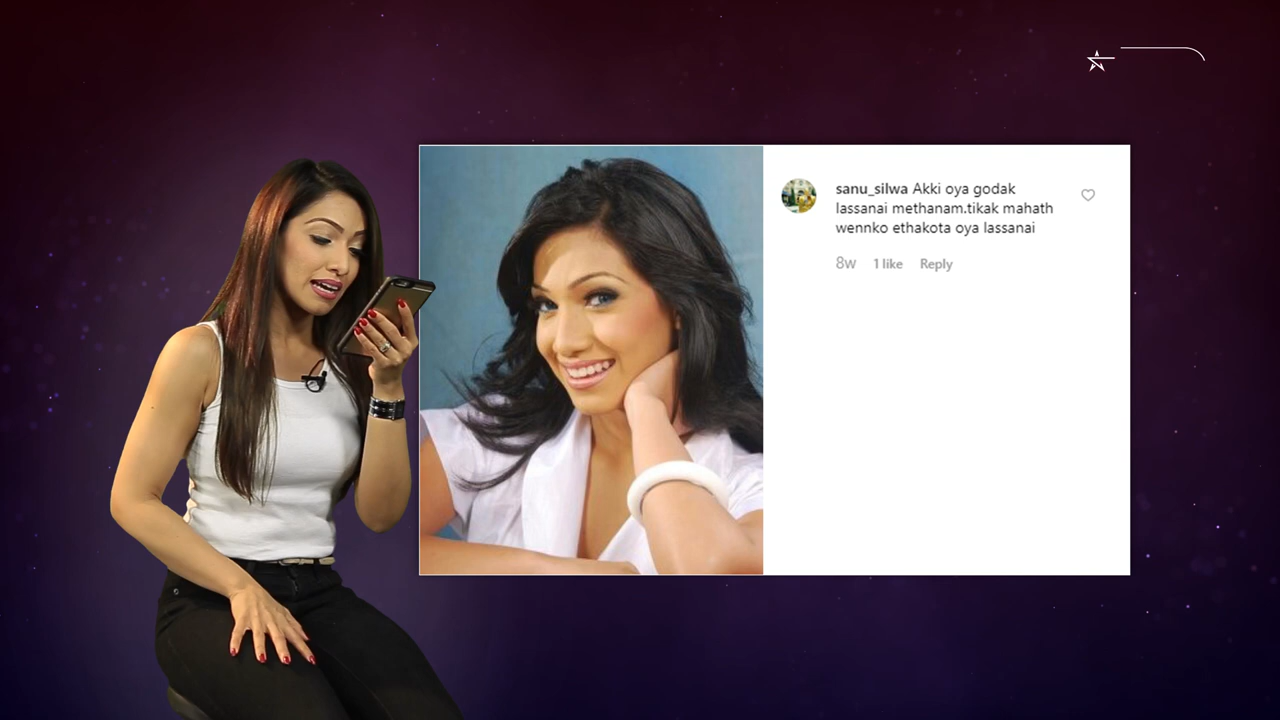 sanu_silwa Akki oya godak
lassanai methanam.tikak mahath
wennko ethakota oya lassanai
8w 1 like Reply